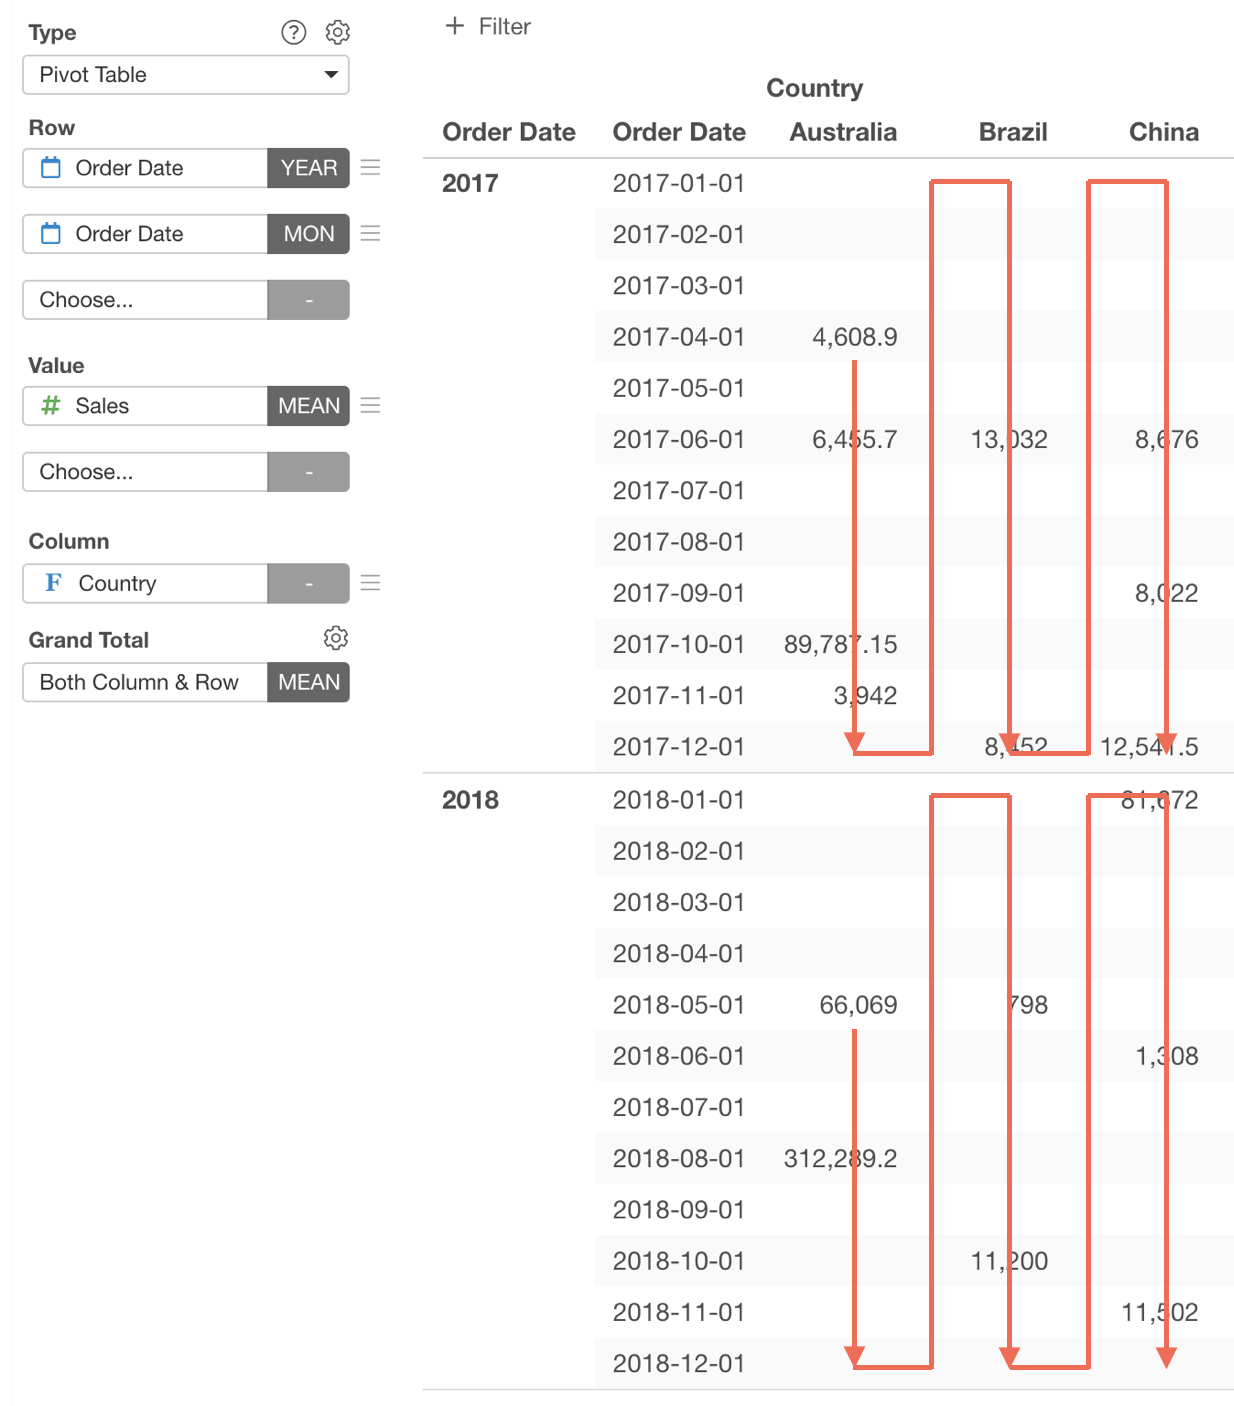 Type
?
Pivot Table
Row
Order Date YEAR
Order Date MON
Choose... -
Value
# Sales MEAN
Choose... -
Column
F Country -
Grand Total
Both Column & Row MEAN
+ Filter
Country
Order Date Order Date Australia Brazil China
2017 2017-01-01
2017-02-01
2017-03-01
2017-04-01 4,608.9
2017-05-01
2017-06-01 6,455.7 13,032 8,676
2017-07-01
2017-08-01
2017-09-01 8,022
2017-10-01 89,787.15
2017-11-01 3,942
2017-12-01 8,452 12,541.5
2018 2018-01-01 81,672
2018-02-01
2018-03-01
2018-04-01
2018-05-01 66,069 798
2018-06-01 1,308
2018-07-01
2018-08-01 312,289.2
2018-09-01
2018-10-01 11,200
2018-11-01 11,502
2018-12-01